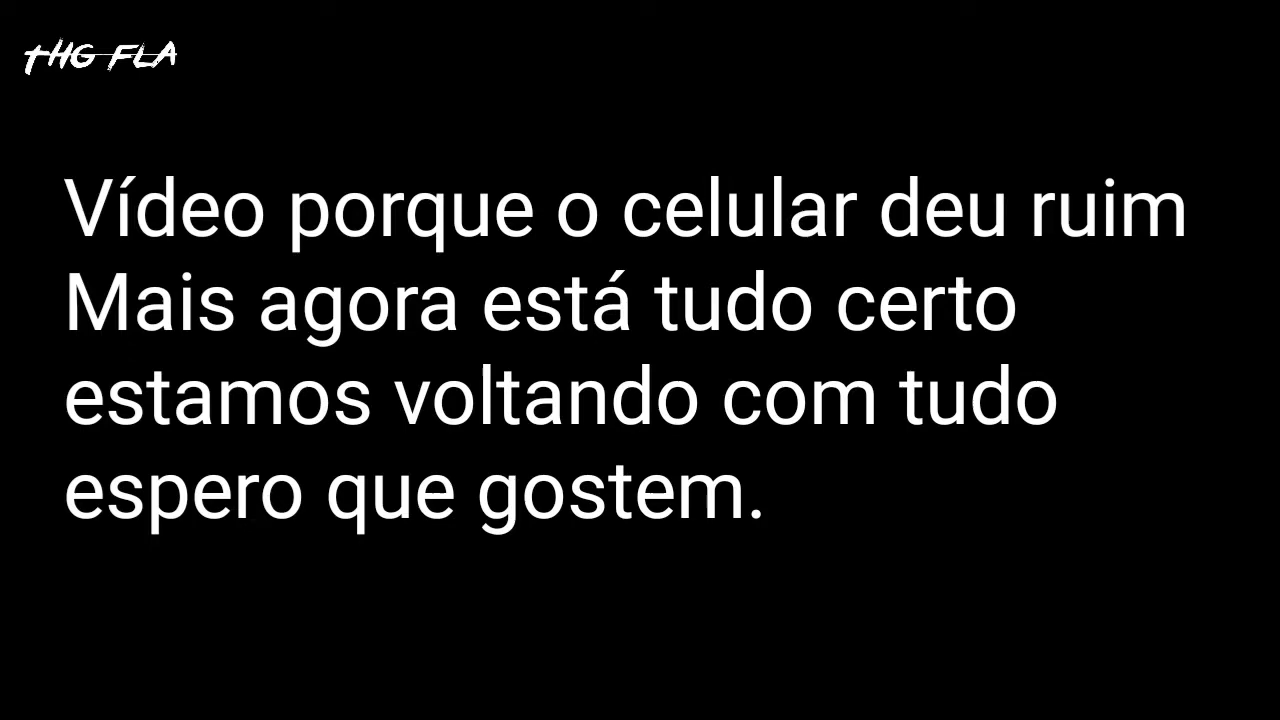 THG FLA
Vídeo porque o celular deu ruim
Mais agora está tudo certo
estamos voltando com tudo
espero que gostem.